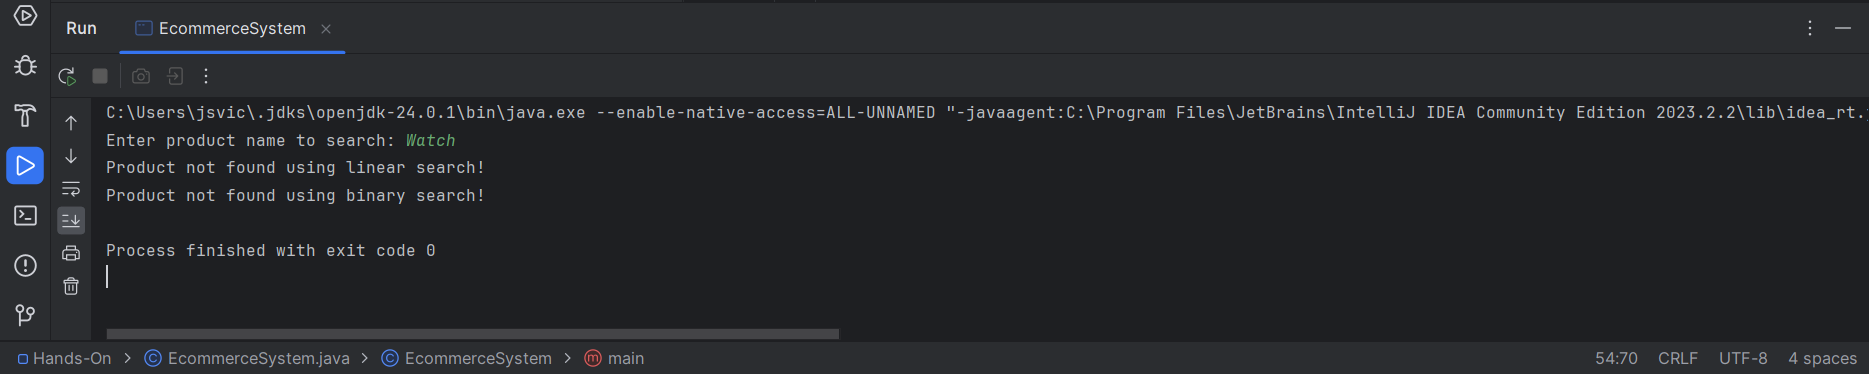 Run EcommerceSystem
C:\Users\jsvic\.jdks\openjdk-24.0.1\bin\java.exe --enable-native-access=ALL-UNNAMED "-javaagent:C:\Program Files\JetBrains\IntelliJ IDEA Community Edition 2023.2.2\lib\idea_rt.
Enter product name to search: Watch
Product not found using linear search!
Product not found using binary search!
Process finished with exit code 0
Hands-On > EcommerceSystem.java > EcommerceSystem > main 54:70 CRLF UTF-8 4 spaces